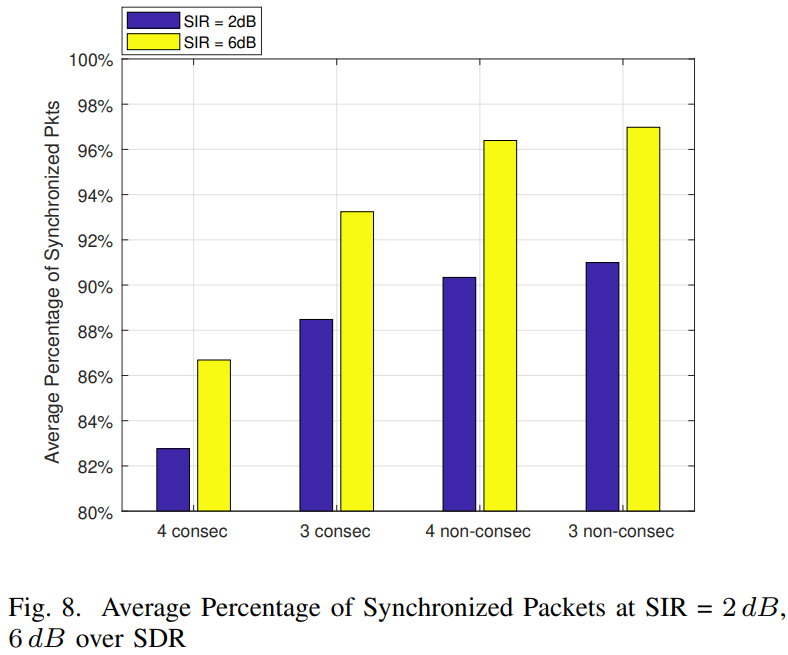 SIR = 2dB
SIR = 6dB
100%
98%
96%
94%
92%
90%
88%
86%
84%
82%
80%
Average Percentage of Synchronized Pkts
4 consec
3 consec
4 non-consec
3 non-consec
Fig. 8. Average Percentage of Synchronized Packets at SIR = 2 dB,
6 dB over SDR